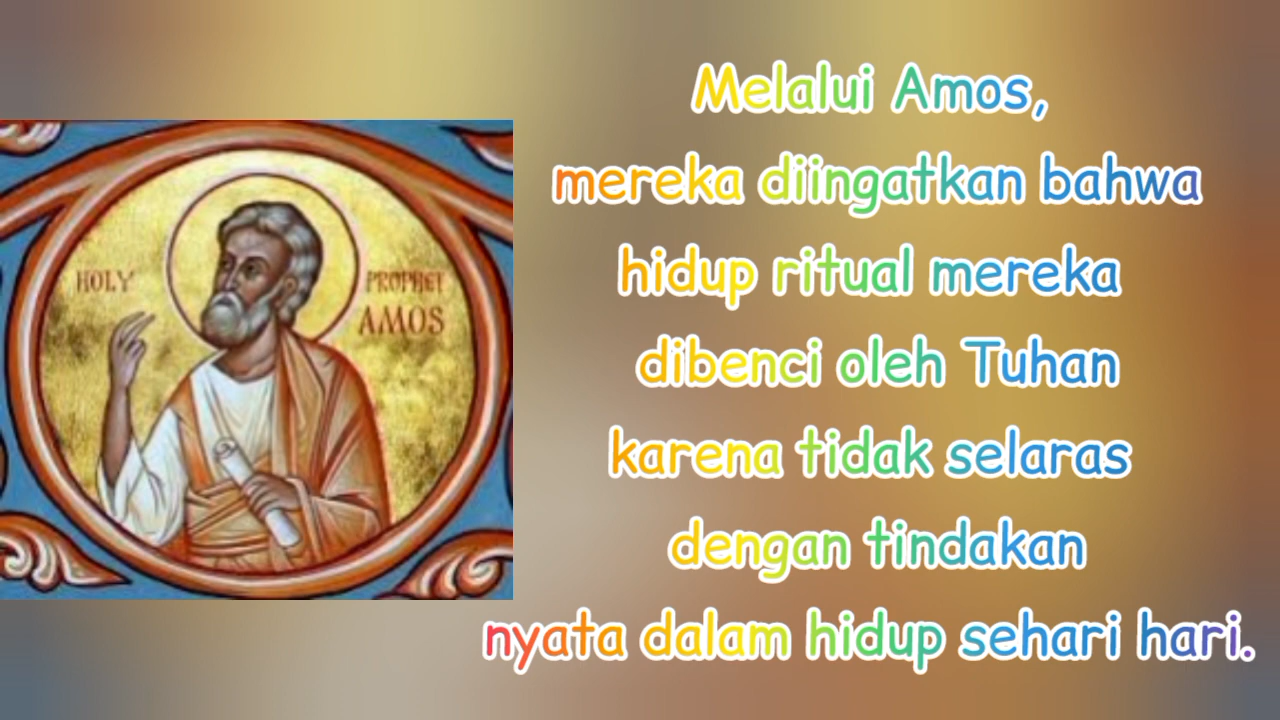 HOLY PROPHET
AMOS
Melalui Amos,
mereka diingatkan bahwa
hidup ritual mereka
dibenci oleh Tuhan
karena tidak selaras
dengan tindakan
nyata dalam hidup sehari hari.